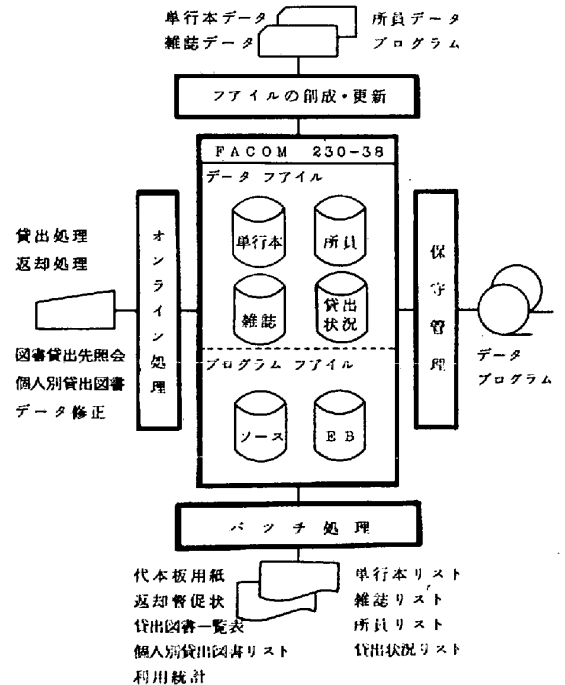 単行本データ
雑誌データ
所員データ
プログラム
フアイルの創成・更新
FACOM 230-38
データ フアイル
単行本
所員
雑誌
貸出
状況
プログラム フアイル
ソース
EB
オンライン処理
貸出処理
返却処理
図書貸出先照会
個人別貸出図書
データ修正
保守管理
データ
プログラム
バツチ処理
代本板用紙
返却督促状
貸出図書一覧表
個人別貸出図書リスト
利用統計
単行本リスト
雑誌リスト
所員リスト
貸出状況リスト